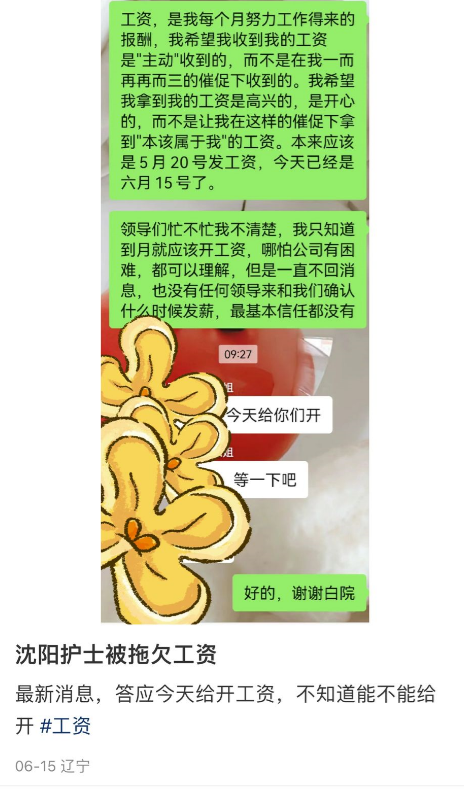 工资，是我每个月努力工作得来的
报酬，我希望我收到我的工资
是"主动"收到的，而不是在我一而
再再而三的催促下收到的。我希望
我拿到我的工资是高兴的，是开心
的，而不是让我在这样的催促下拿
到"本该属于我"的工资。本来应该
是5月20号发工资，今天已经是
六月15号了。
领导们忙不忙我不清楚，我只知道
到月就应该开工资，哪怕公司有困
难，都可以理解，但是一直不回消
息，也没有任何领导来和我们确认
什么时候发薪，最基本信任都没有
09:27
姐
今天给你们开
姐
等一下吧
好的，谢谢白院
沈阳护士被拖欠工资
最新消息，答应今天给开工资，不知道能不能给
开 #工资
06-15 辽宁